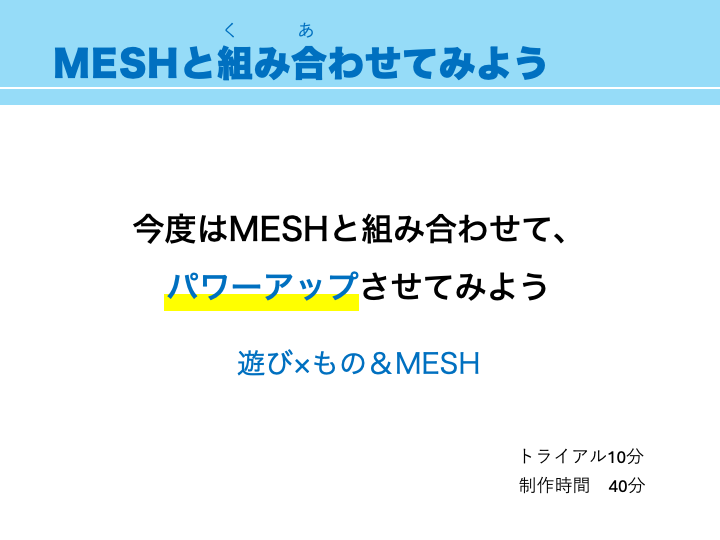 く あ
MESHと組み合わせてみよう
今度はMESHと組み合わせて、
パワーアップさせてみよう
遊び×もの＆MESH
トライアル10分
制作時間　40分